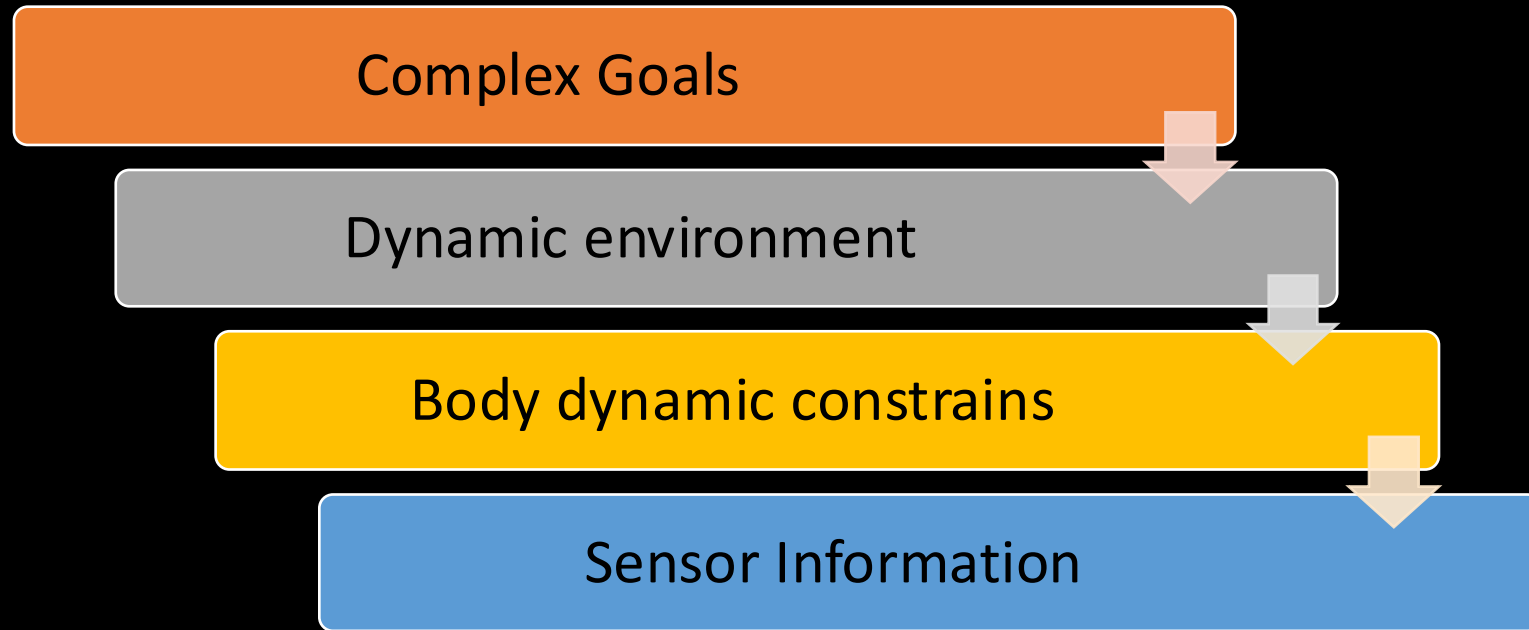 Complex Goals
Dynamic environment
Body dynamic constrains
Sensor Information